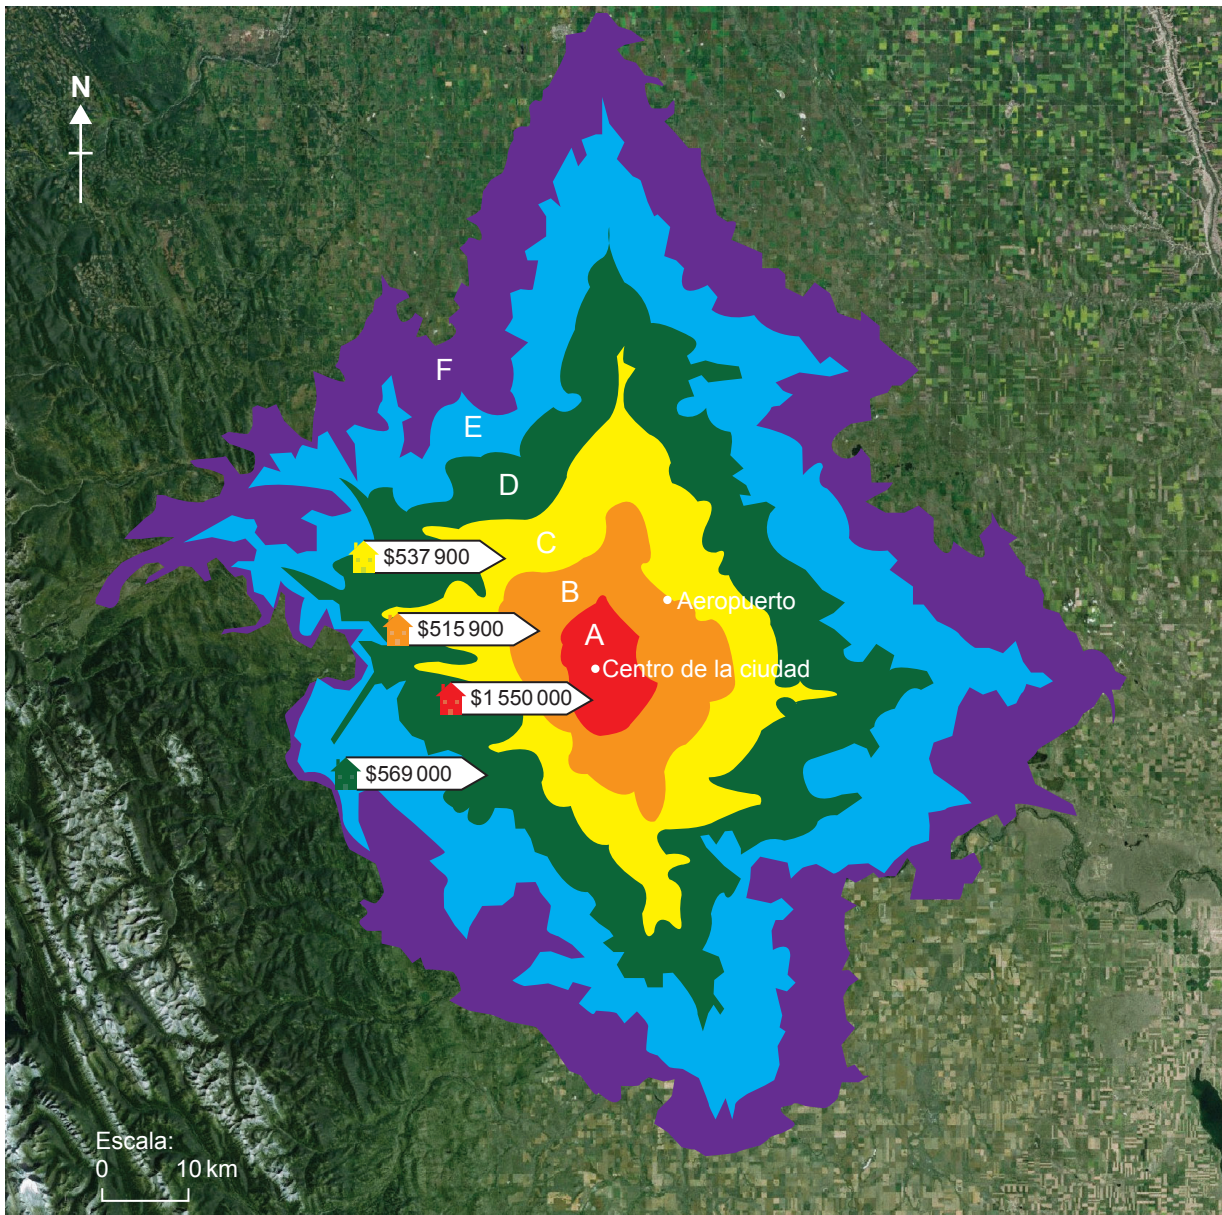 N
F
E
D
C
$537 900
B
Aeropuerto
$515 900
A
Centro de la ciudad
$1 550 000
$569 000
Escala:
0 10 km